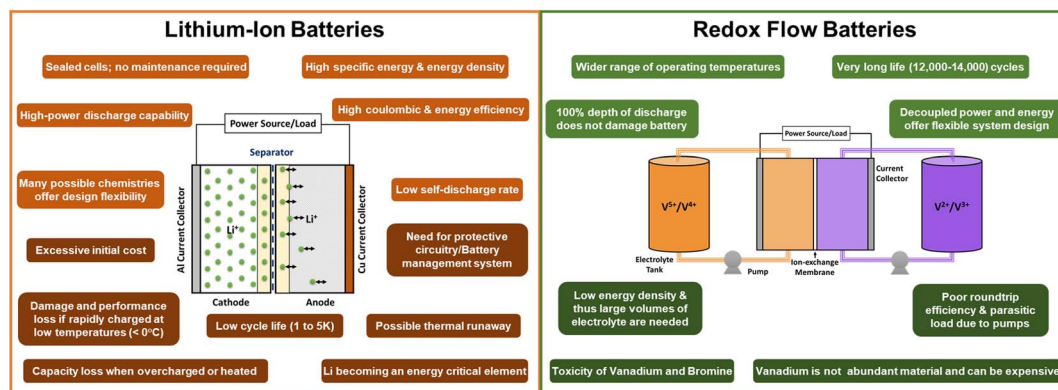 Lithium-Ion Batteries
Sealed cells; no maintenance required
High specific energy & energy density
High-power discharge capability
High coulombic & energy efficiency
Power Source/Load
Separator
Many possible chemistries
offer design flexibility
Low self-discharge rate
Al Current Collector
Li⁺
Li⁺
Cu Current Collector
Excessive initial cost
Need for protective
circuitry/Battery
management system
Cathode
Anode
Damage and performance
loss if rapidly charged at
low temperatures (< 0°C)
Low cycle life (1 to 5K)
Possible thermal runaway
Capacity loss when overcharged or heated
Li becoming an energy critical element
Redox Flow Batteries
Wider range of operating temperatures
Very long life (12,000-14,000) cycles
100% depth of discharge
does not damage battery
Decoupled power and energy
offer flexible system design
Power Source/Load
Current
Collector
V⁵⁺/V⁴⁺
V²⁺/V³⁺
Electrolyte
Tank
Pump
Ion-exchange
Membrane
Low energy density &
thus large volumes of
electrolyte are needed
Poor roundtrip
efficiency & parasitic
load due to pumps
Toxicity of Vanadium and Bromine
Vanadium is not abundant material and can be expensive